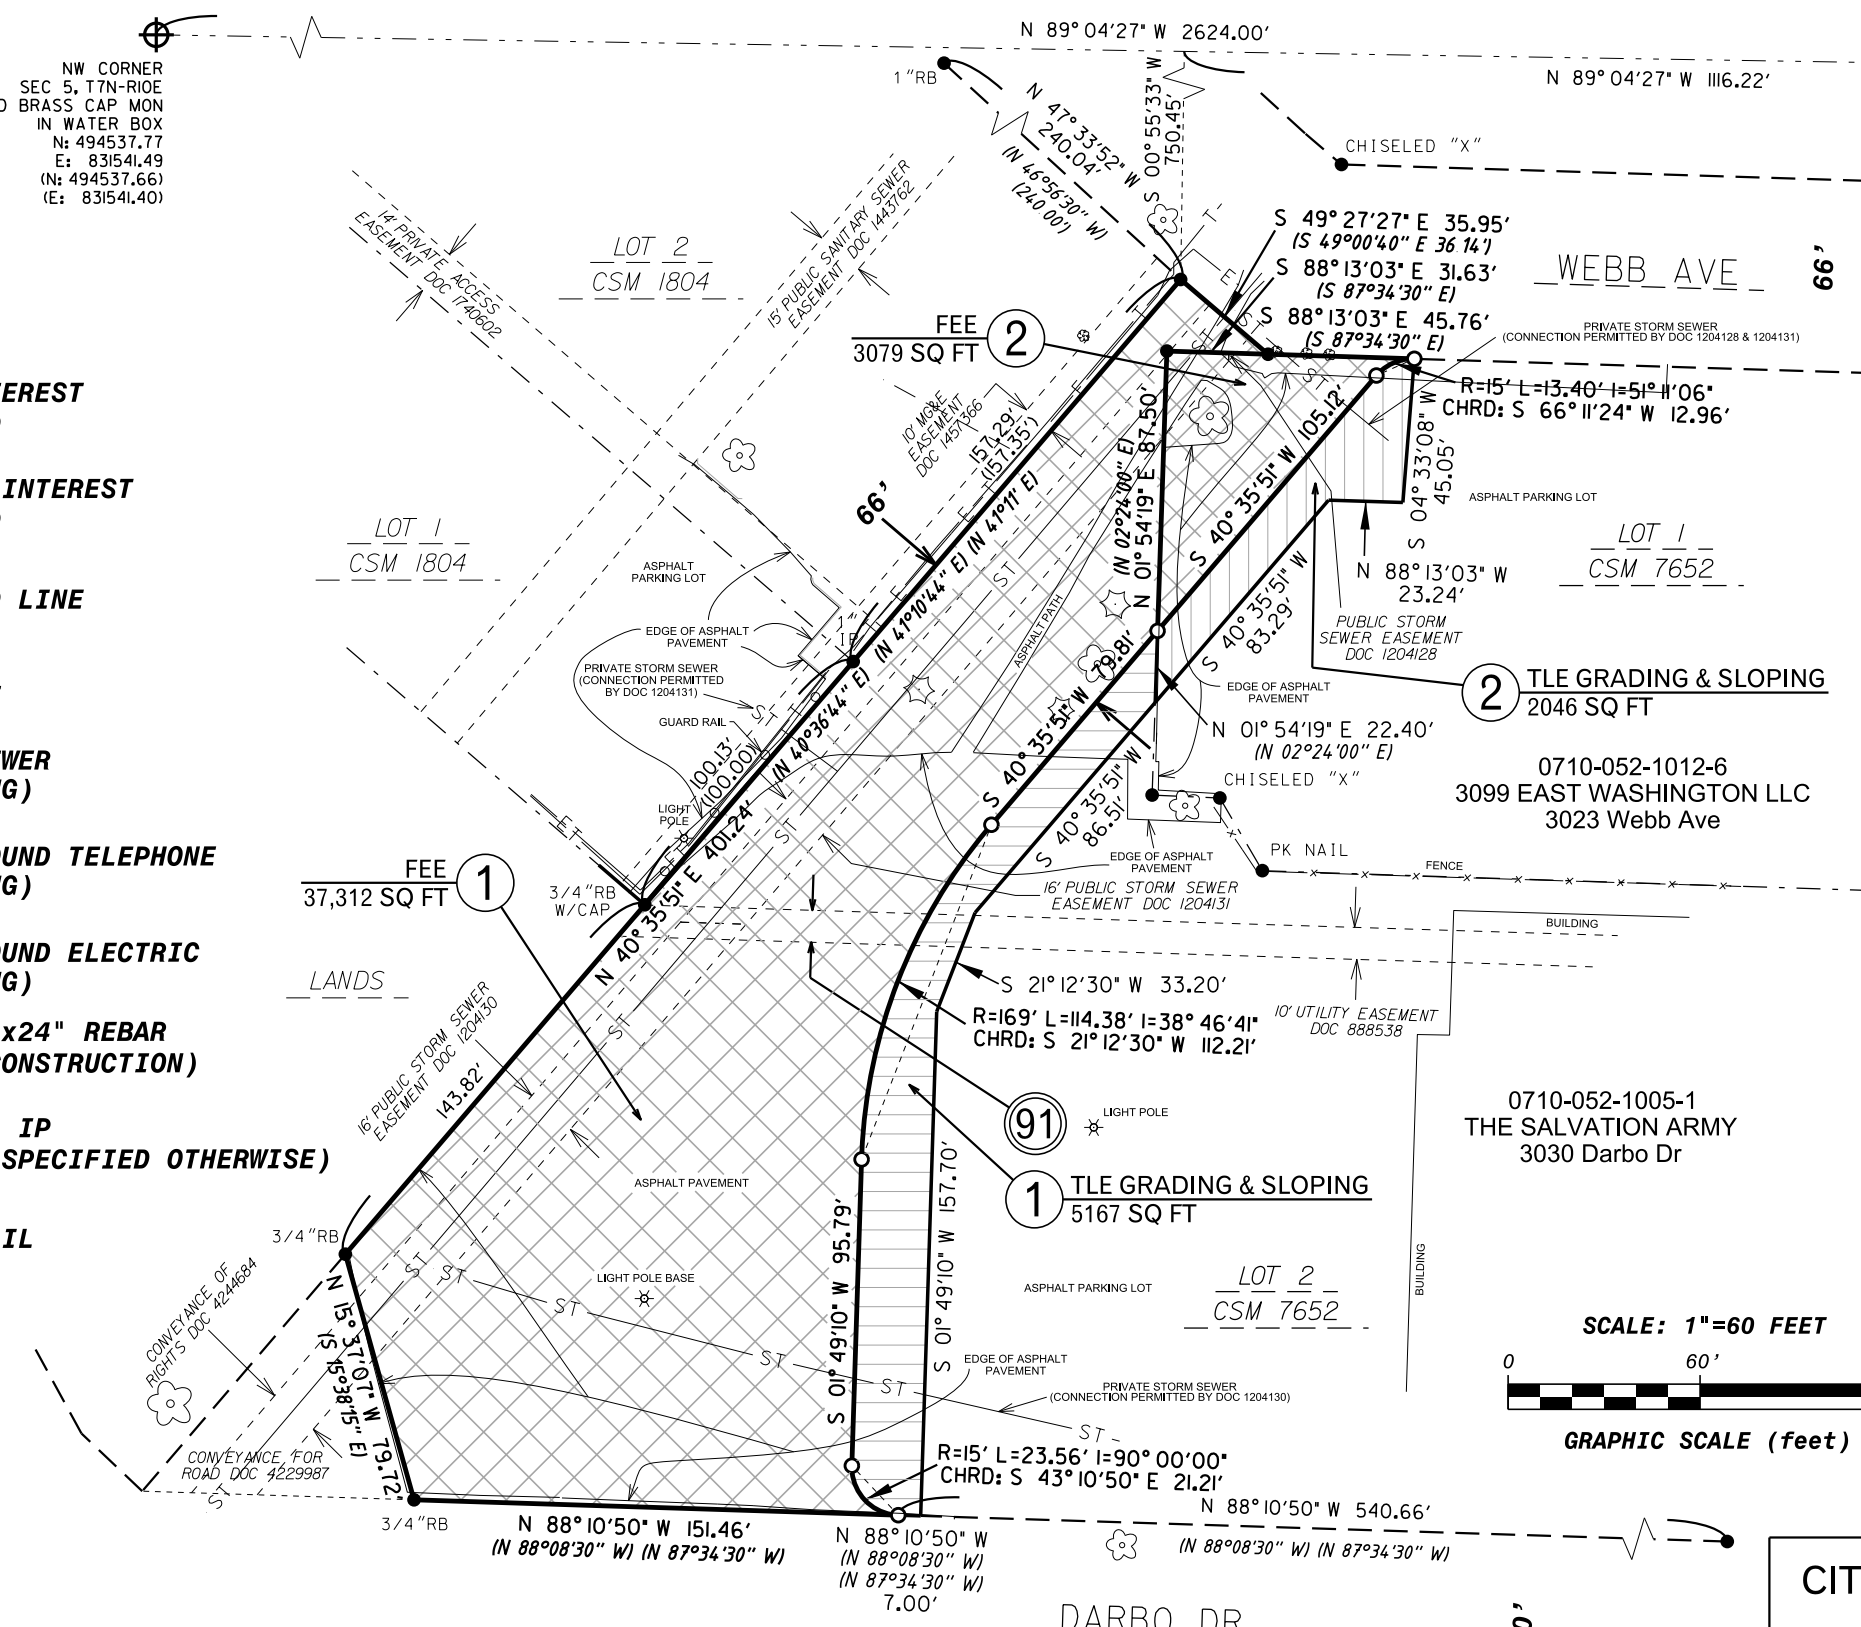 N 89°04'27" W 2624.00'
NW CORNER
SEC 5, T7N-R10E
BRASS CAP MON
IN WATER BOX
N: 494537.77
E: 831541.49
(N: 494537.66)
(E: 831541.40)
1"RB
N 47°33'52" W
240.04'
(N 46°56'30" W)
(240.00')
S 00°55'33" W
750.45'
N 89°04'27" W 1116.22'
CHISELED "X"
14' PRIVATE ACCESS
EASEMENT DOC 1740602
LOT 2
CSM 1804
15' PUBLIC SANITARY SEWER
EASEMENT DOC 1443762
S 49°27'27" E 35.95'
(S 49°00'40" E 36.14')
S 88°13'03" E 31.63'
(S 87°34'30" E)
S 88°13'03" E 45.76'
(S 87°34'30" E)
WEBB AVE
66'
PRIVATE STORM SEWER
(CONNECTION PERMITTED BY DOC 1204128 & 1204131)
FEE
3079 SQ FT
2
R=15' L=13.40' I=51°11'06"
CHRD: S 66°11'24" W 12.96'
10' MG&E
EASEMENT
DOC 1457366
157.29'
(157.35')
66'
N 01°54'19" E 87.50'
(N 02°24'00" E)
S 40°35'51" W 105.12'
S 04°33'08" W
45.05'
ASPHALT PARKING LOT
LOT 1
CSM 7652
N 88°13'03" W
23.24'
PUBLIC STORM
SEWER EASEMENT
DOC 1204128
EREST
INTEREST
LINE
LOT 1
CSM 1804
ASPHALT
PARKING LOT
(N 41°10'44" E) (N 41°11' E)
ST
ASPHALT PATH
EDGE OF ASPHALT
PAVEMENT
1"
IP
PRIVATE STORM SEWER
(CONNECTION PERMITTED
BY DOC 1204131)
GUARD RAIL
(N 40°36'44" E)
100.13'
(100.00)
S 40°35'51" W 79.81'
S 40°35'51" W
83.29'
EDGE OF ASPHALT
PAVEMENT
2
TLE GRADING & SLOPING
2046 SQ FT
N 01°54'19" E 22.40'
(N 02°24'00" E)
CHISELED "X"
0710-052-1012-6
3099 EAST WASHINGTON LLC
3023 Webb Ave
LIGHT
POLE
S 40°35'51" W
86.51'
PK NAIL
FENCE
EDGE OF ASPHALT
PAVEMENT
16' PUBLIC STORM SEWER
EASEMENT DOC 1204131
BUILDING
FEE
37,312 SQ FT
1
3/4"RB
W/CAP
N 40°35'51" E 401.24'
LANDS
S 21°12'30" W 33.20'
R=169' L=114.38' I=38°46'41"
CHRD: S 21°12'30" W 112.21'
10' UTILITY EASEMENT
DOC 888538
x24" REBAR
16' PUBLIC STORM SEWER
EASEMENT DOC 1204130
143.82'
91
LIGHT POLE
0710-052-1005-1
THE SALVATION ARMY
3030 Darbo Dr
IP
SPECIFIED OTHERWISE)
ASPHALT PAVEMENT
1
TLE GRADING & SLOPING
5167 SQ FT
3/4"RB
S 01°49'10" W 95.79'
S 01°49'10" W 157.70'
BUILDING
CONVEYANCE OF
RIGHTS DOC 4244684
LIGHT POLE BASE
ST
ST
ST
ST
ST
ASPHALT PARKING LOT
LOT 2
CSM 7652
SCALE: 1"=60 FEET
0 60'
GRAPHIC SCALE (feet)
EDGE OF ASPHALT
PAVEMENT
PRIVATE STORM SEWER
(CONNECTION PERMITTED BY DOC 1204130)
N 15°37'07" W 79.72'
(S 15°38'15" E)
CONVEYANCE FOR
ROAD DOC 4229987
ST
3/4"RB
R=15' L=23.56' I=90°00'00"
CHRD: S 43°10'50" E 21.21'
N 88°10'50" W 151.46'
(N 88°08'30" W) (N 87°34'30" W)
N 88°10'50" W
(N 88°08'30" W)
(N 87°34'30" W)
7.00'
N 88°10'50" W 540.66'
(N 88°08'30" W) (N 87°34'30" W)
DARBO DR
CIT